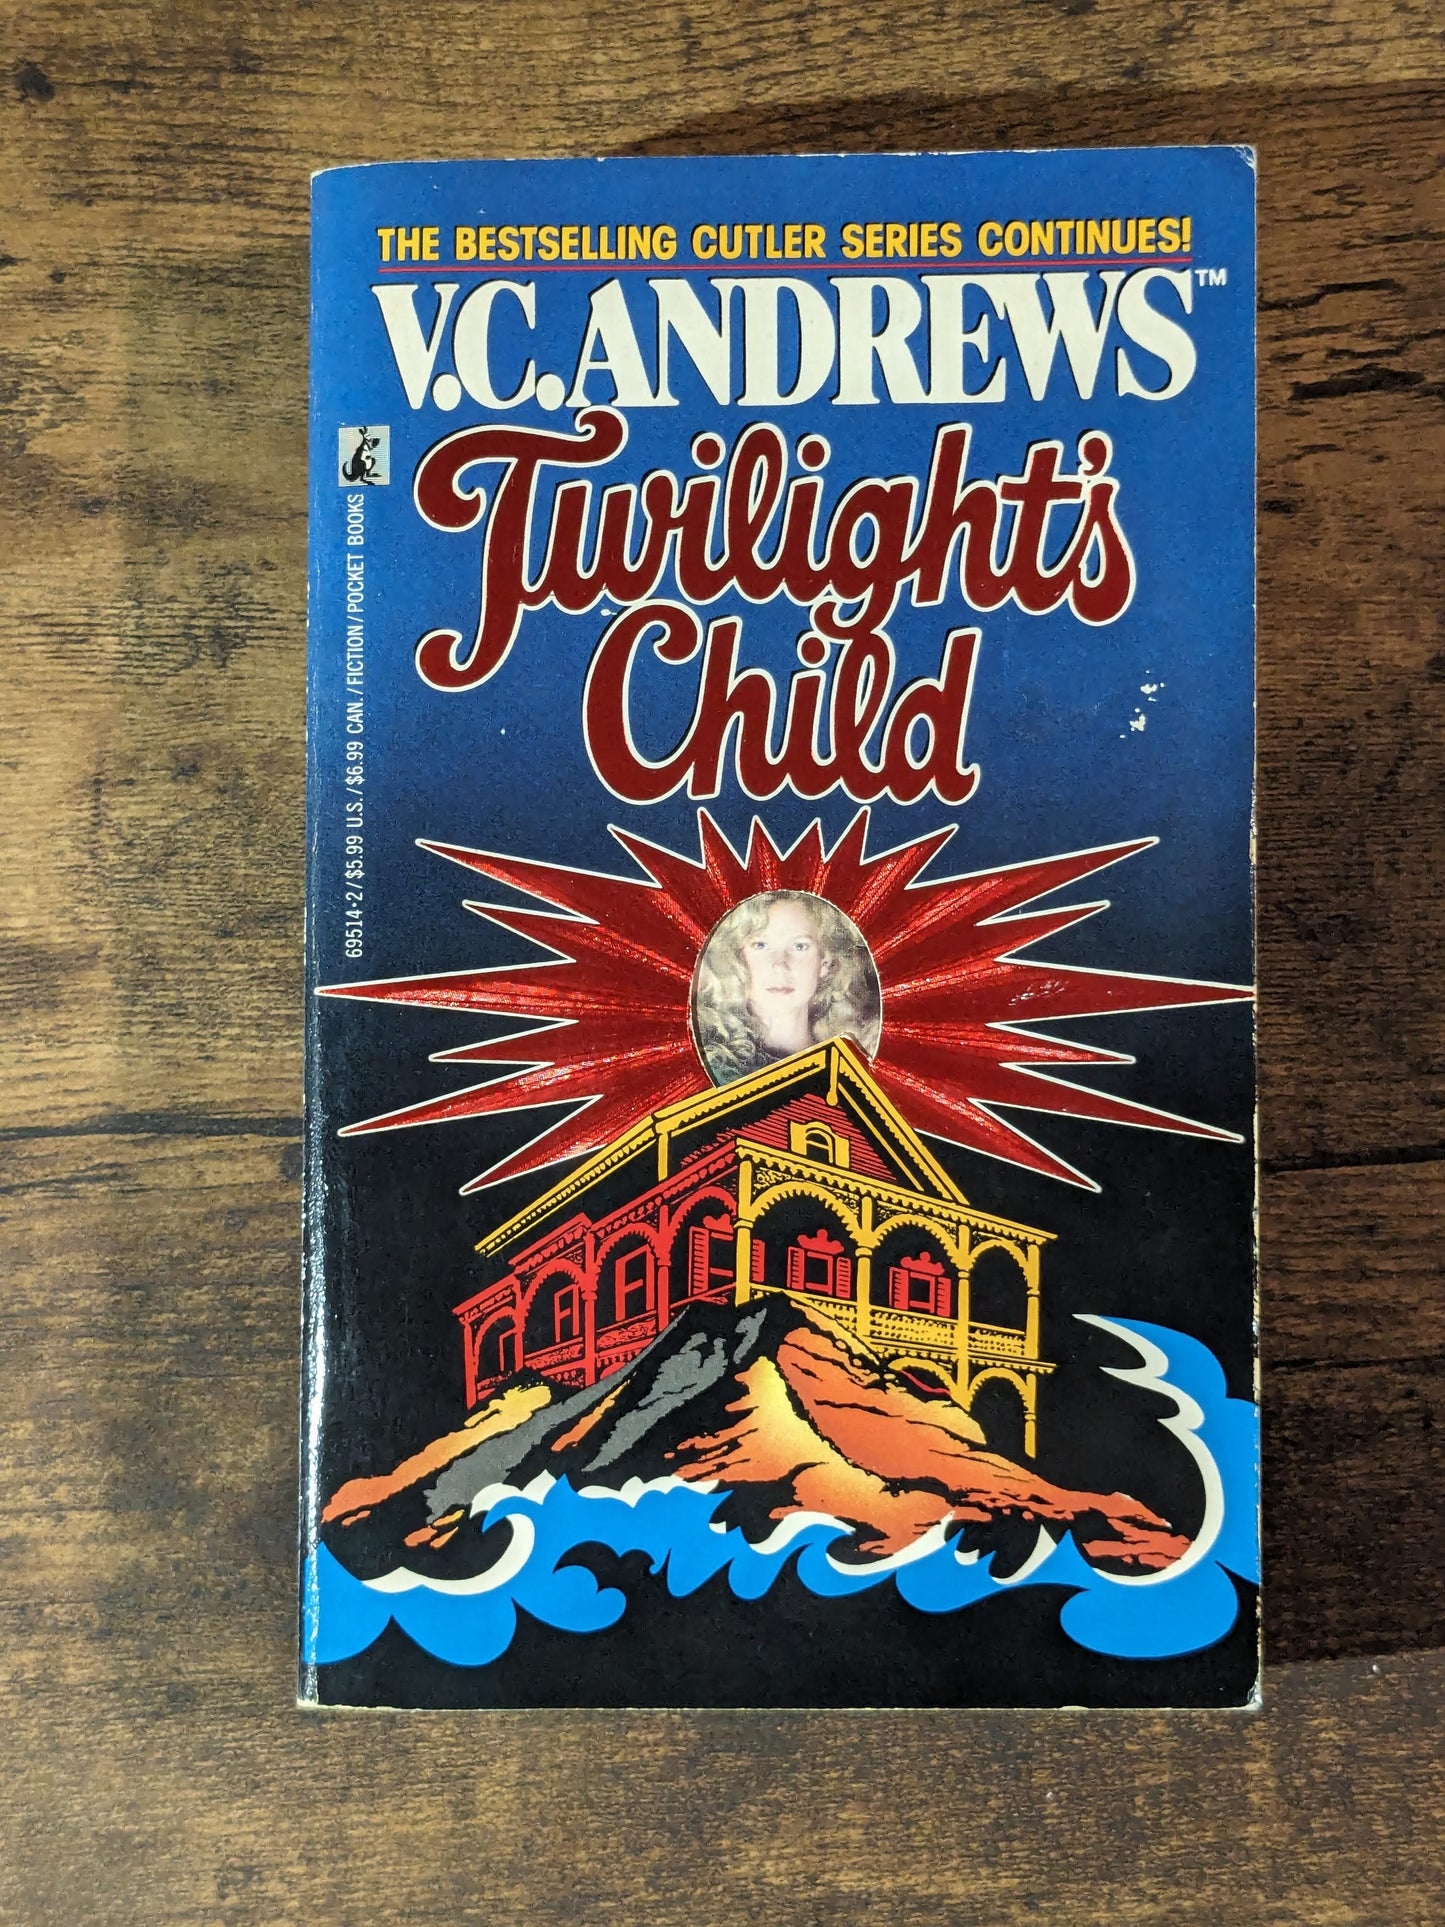 THE BESTSELLING CUTLER SERIES CONTINUES!
V.C. ANDREWS™
Twilight's
Child
69514·2/$5.99 U.S./$6.99 CAN./FICTION/POCKET BOOKS